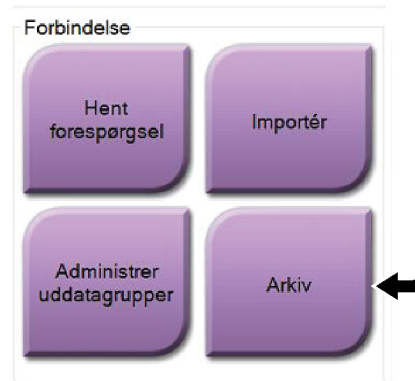 Forbindelse
Hent
forespørgsel
Importér
Administrer
uddatagrupper
Arkiv